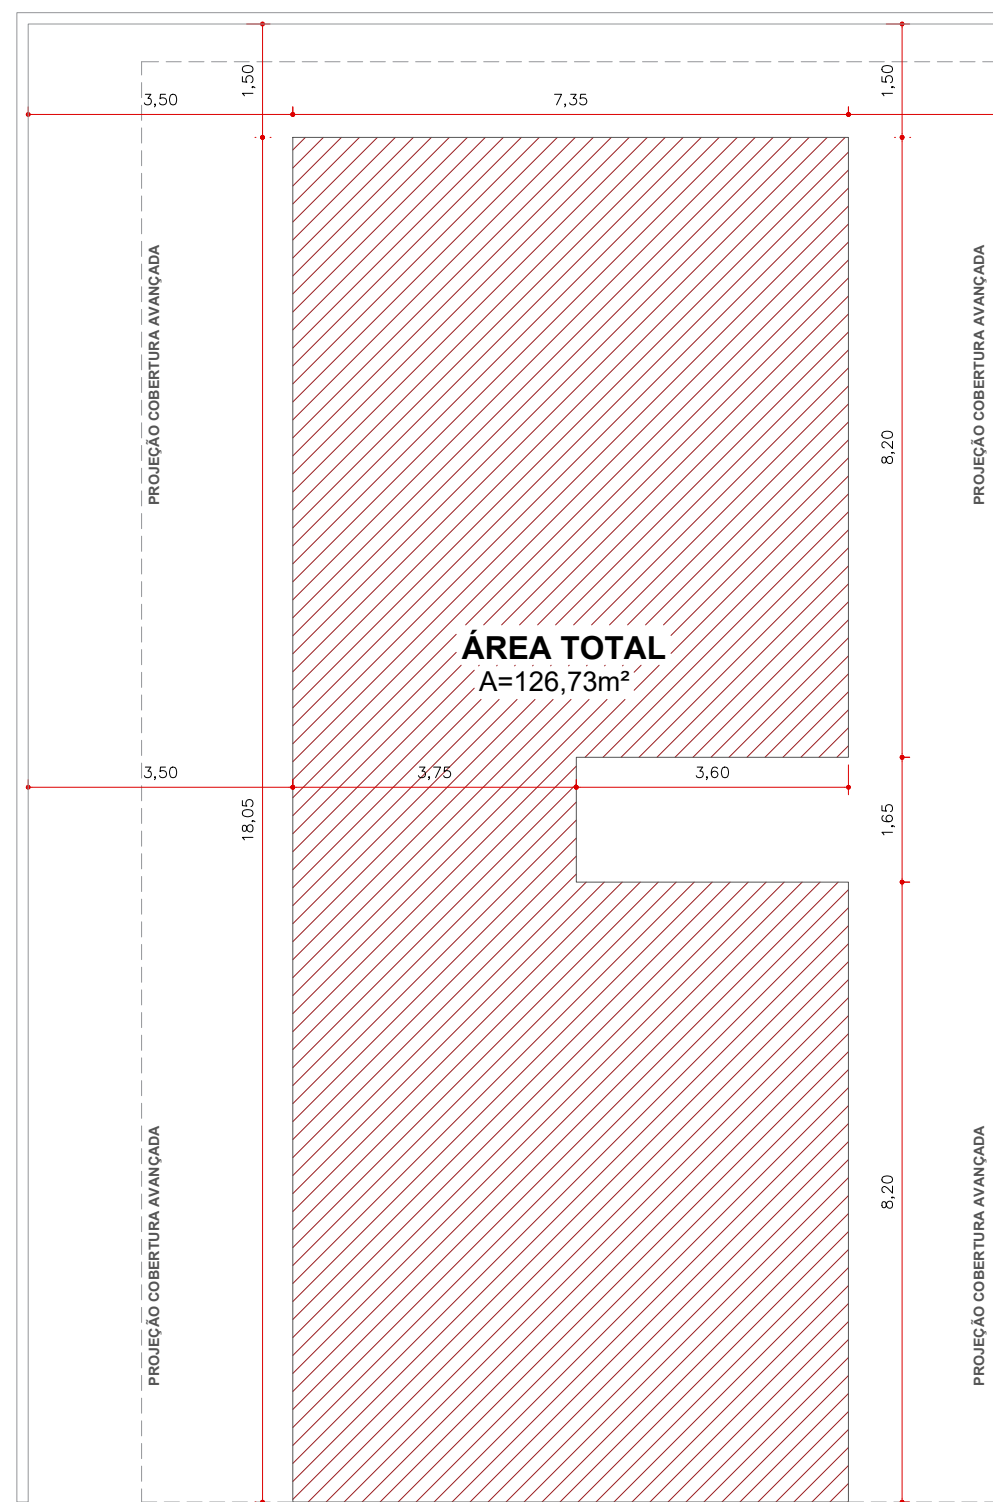 1,50
1,50
3,50
7,35
PROJEÇÃO COBERTURA AVANÇADA
PROJEÇÃO COBERTURA AVANÇADA
8,20
ÁREA TOTAL
A=126,73m²
3,50
3,75
3,60
18,05
1,65
PROJEÇÃO COBERTURA AVANÇADA
PROJEÇÃO COBERTURA AVANÇADA
8,20